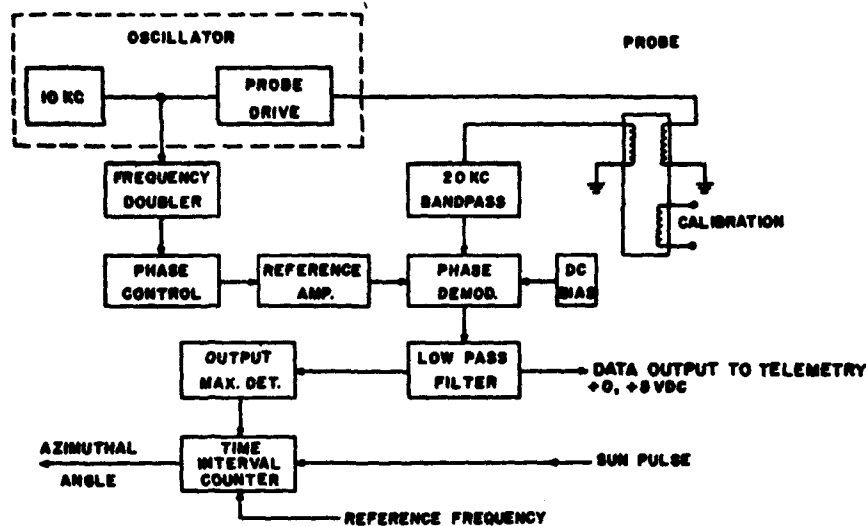 OSCILLATOR
PROBE
10 KC
PROBE
DRIVE
FREQUENCY
DOUBLER
20 KC
BANDPASS
CALIBRATION
PHASE
CONTROL
REFERENCE
AMP.
PHASE
DEMOD.
DC
BIAS
OUTPUT
MAX. DET.
LOW PASS
FILTER
DATA OUTPUT TO TELEMETRY
+0, +5 VDC
AZIMUTHAL
ANGLE
TIME
INTERVAL
COUNTER
SUN PULSE
REFERENCE FREQUENCY